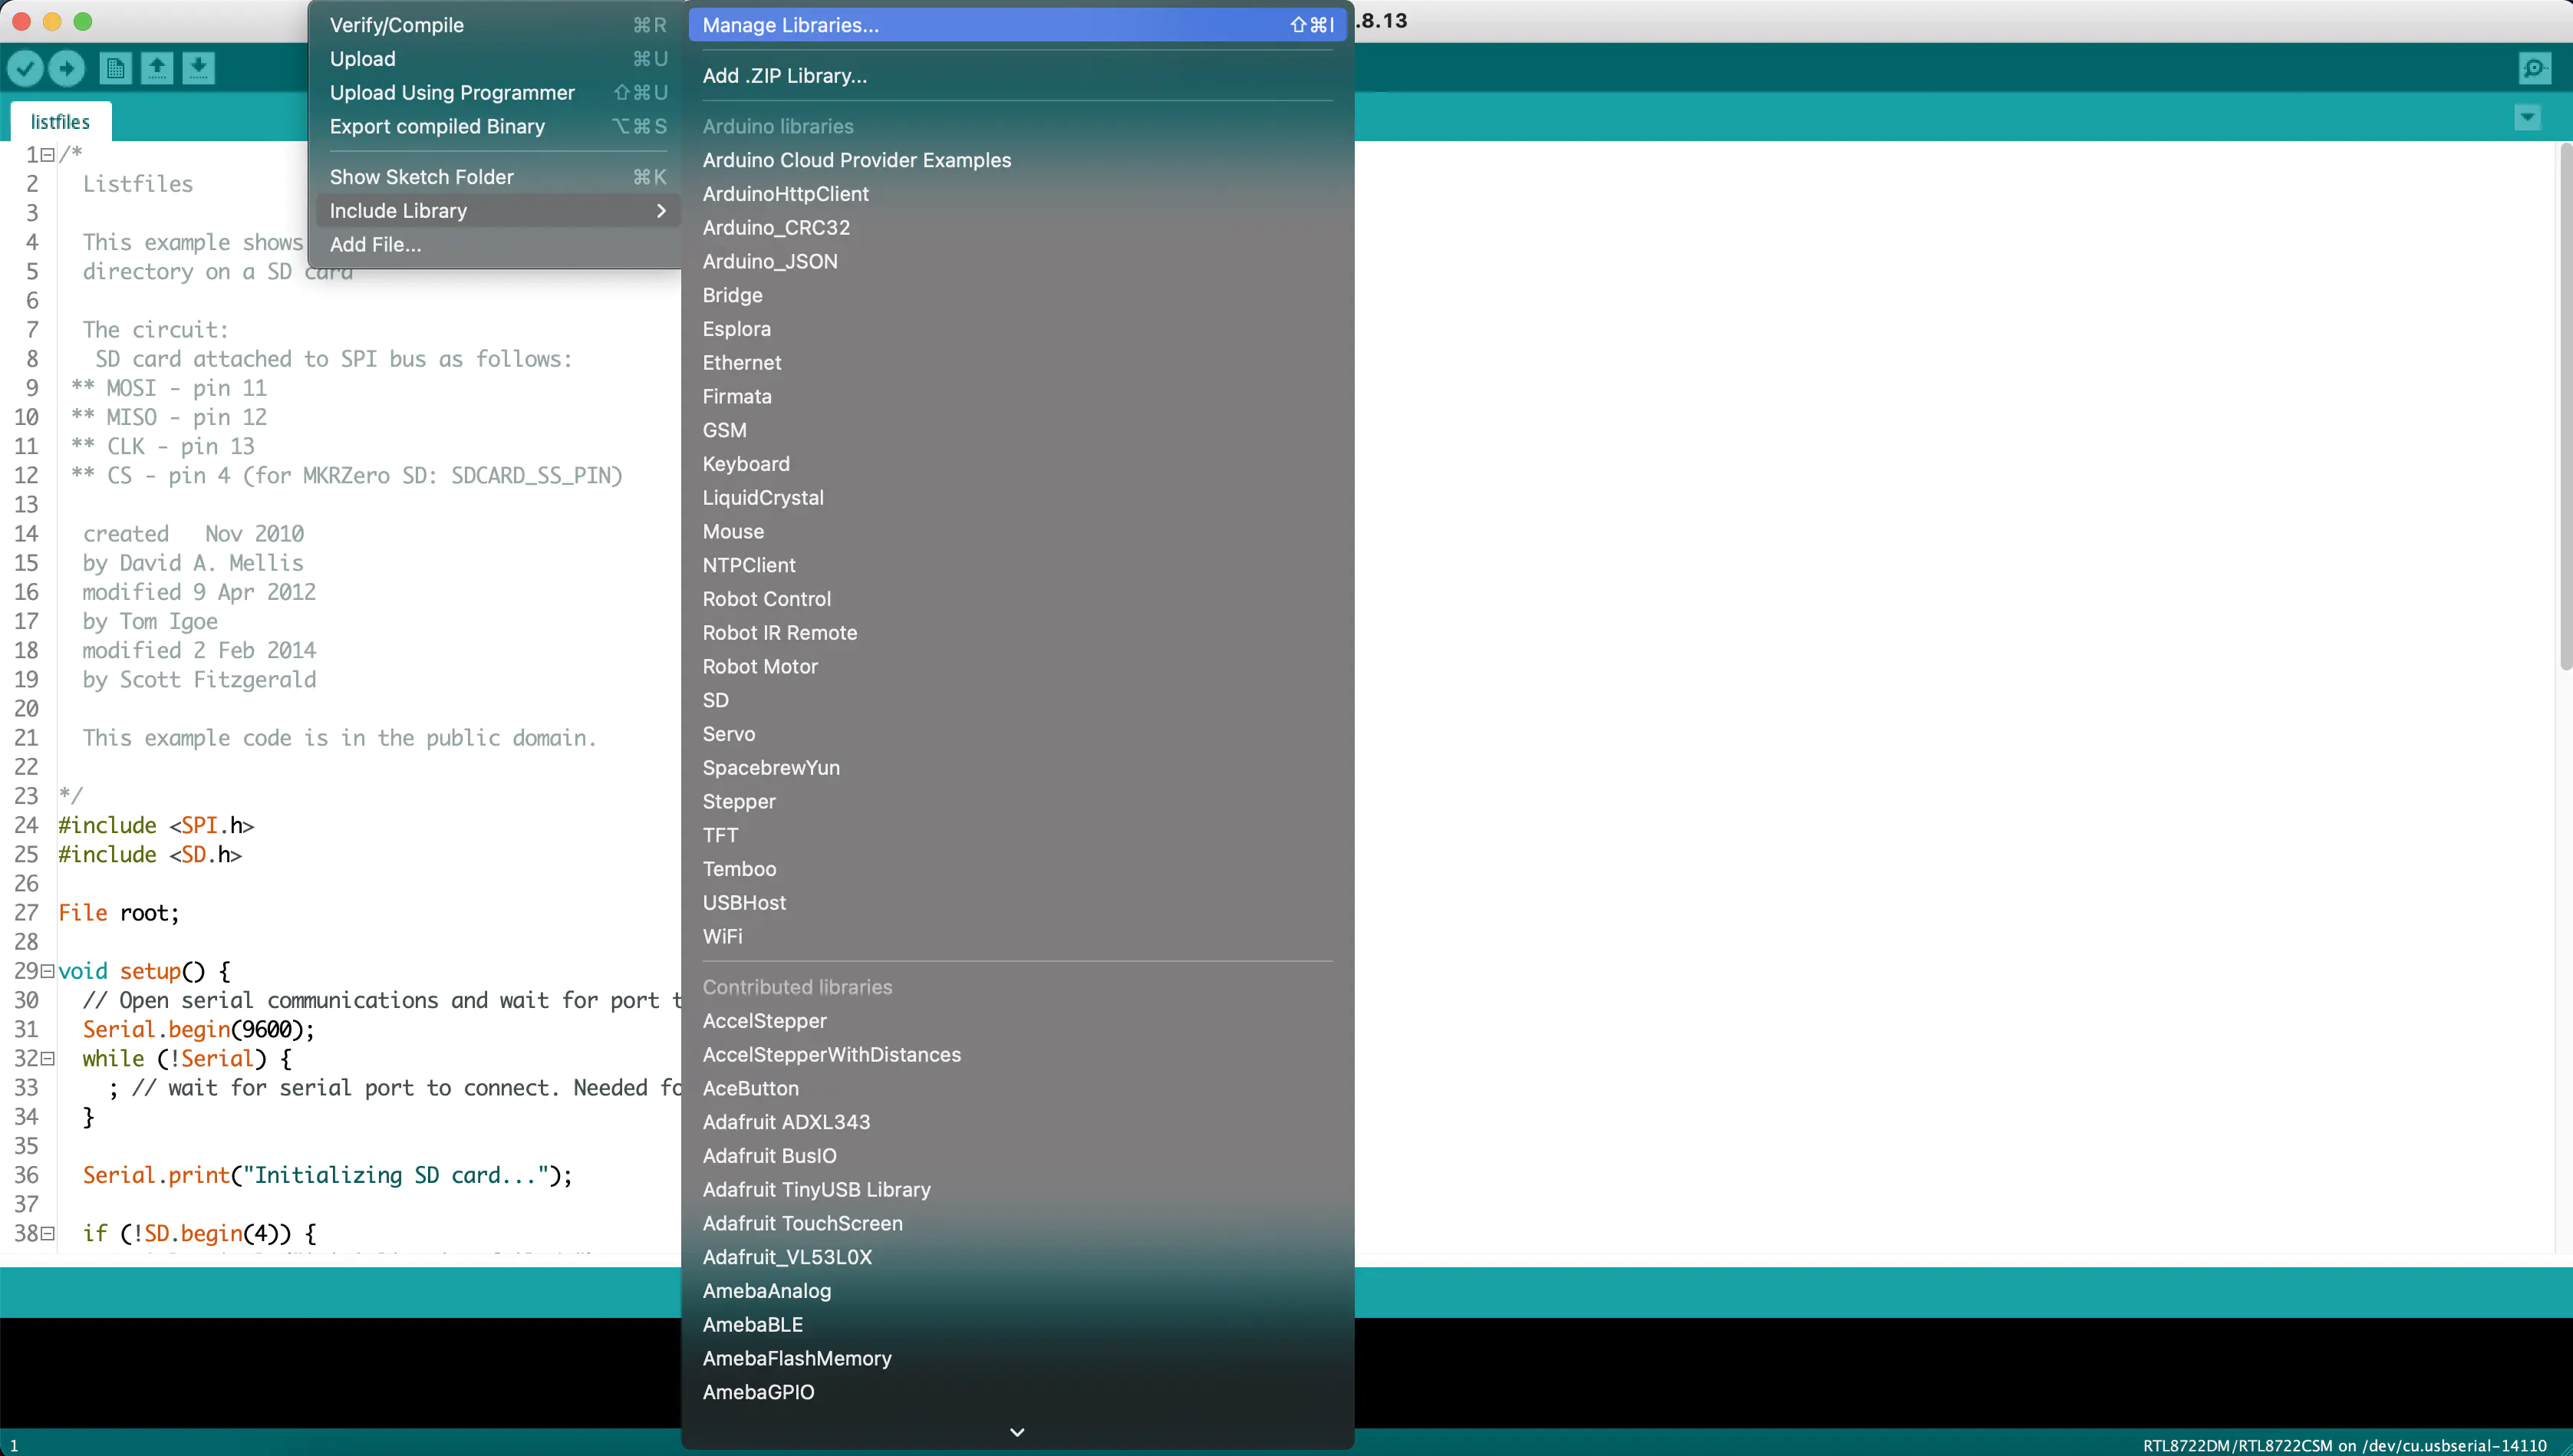 .8.13
Verify/Compile ⌘R
Upload ⌘U
Upload Using Programmer ⇧⌘U
Export compiled Binary ⌥⌘S
Show Sketch Folder ⌘K
Include Library
Add File...
Manage Libraries... ⇧⌘I
Add .ZIP Library...
Arduino libraries
Arduino Cloud Provider Examples
ArduinoHttpClient
Arduino_CRC32
Arduino_JSON
Bridge
Esplora
Ethernet
Firmata
GSM
Keyboard
LiquidCrystal
Mouse
NTPClient
Robot Control
Robot IR Remote
Robot Motor
SD
Servo
SpacebrewYun
Stepper
TFT
Temboo
USBHost
WiFi
Contributed libraries
AccelStepper
AccelStepperWithDistances
AceButton
Adafruit ADXL343
Adafruit BusIO
Adafruit TinyUSB Library
Adafruit TouchScreen
Adafruit_VL53L0X
AmebaAnalog
AmebaBLE
AmebaFlashMemory
AmebaGPIO
listfiles
1 /*
2 Listfiles
3
4 This example shows
5 directory on a SD card
6
7 The circuit:
8 SD card attached to SPI bus as follows:
9 ** MOSI - pin 11
10 ** MISO - pin 12
11 ** CLK - pin 13
12 ** CS - pin 4 (for MKRZero SD: SDCARD_SS_PIN)
13
14 created Nov 2010
15 by David A. Mellis
16 modified 9 Apr 2012
17 by Tom Igoe
18 modified 2 Feb 2014
19 by Scott Fitzgerald
20
21 This example code is in the public domain.
22
23 */
24 #include <SPI.h>
25 #include <SD.h>
26
27 File root;
28
29 void setup() {
30 // Open serial communications and wait for port t
31 Serial.begin(9600);
32 while (!Serial) {
33 ; // wait for serial port to connect. Needed fo
34 }
35
36 Serial.print("Initializing SD card...");
37
38 if (!SD.begin(4)) {
1
RTL8722DM/RTL8722CSM on /dev/cu.usbserial-14110